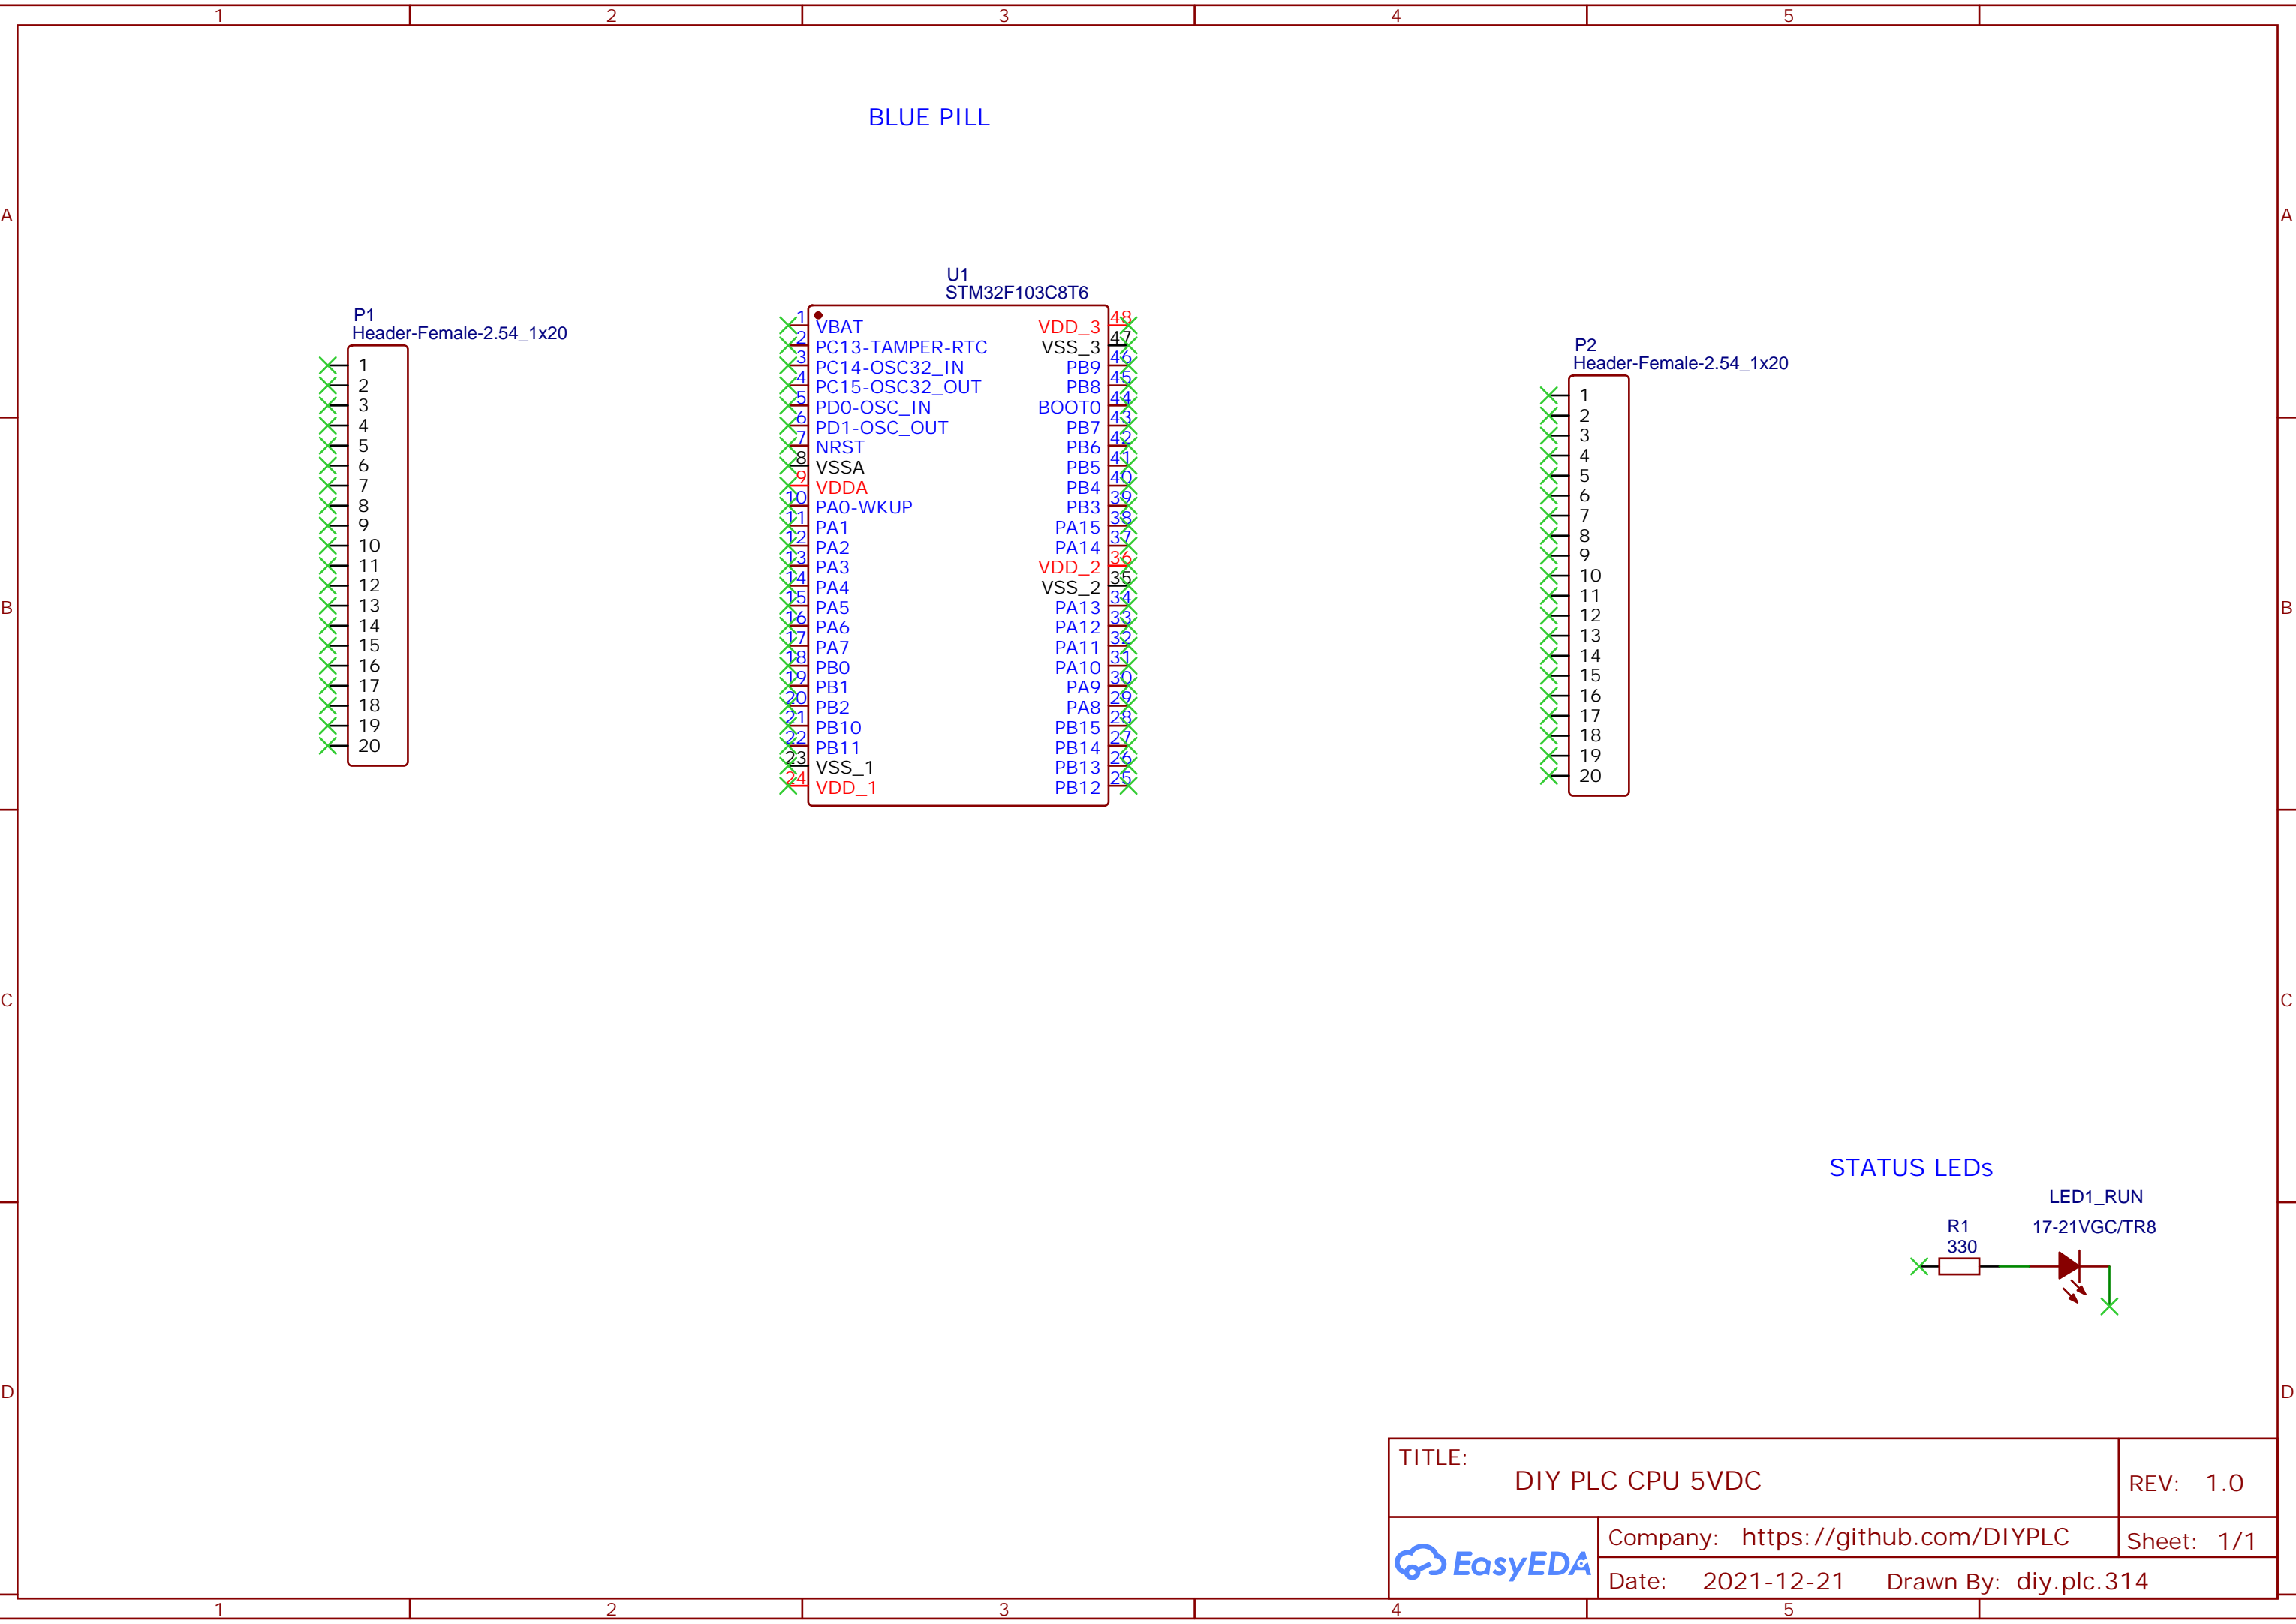 1 2 3 4 5
BLUE PILL
A A
U1
STM32F103C8T6
P1
Header-Female-2.54_1x20
1
2
3
4
5
6
7
8
9
10
11
12
13
14
15
16
17
18
19
20
1 VBAT VDD_3 48
2 PC13-TAMPER-RTC VSS_3 47
3 PC14-OSC32_IN PB9 46
4 PC15-OSC32_OUT PB8 45
5 PD0-OSC_IN BOOT0 44
6 PD1-OSC_OUT PB7 43
7 NRST PB6 42
8 VSSA PB5 41
9 VDDA PB4 40
10 PA0-WKUP PB3 39
11 PA1 PA15 38
12 PA2 PA14 37
13 PA3 VDD_2 36
14 PA4 VSS_2 35
15 PA5 PA13 34
16 PA6 PA12 33
17 PA7 PA11 32
18 PB0 PA10 31
19 PB1 PA9 30
20 PB2 PA8 29
21 PB10 PB15 28
22 PB11 PB14 27
23 VSS_1 PB13 26
24 VDD_1 PB12 25
P2
Header-Female-2.54_1x20
1
2
3
4
5
6
7
8
9
10
11
12
13
14
15
16
17
18
19
20
B B
C C
STATUS LEDs
LED1_RUN
17-21VGC/TR8
R1
330
D D
TITLE:
DIY PLC CPU 5VDC
REV: 1.0
EasyEDA
Company: https://github.com/DIYPLC
Sheet: 1/1
Date: 2021-12-21 Drawn By: diy.plc.314
1 2 3 4 5